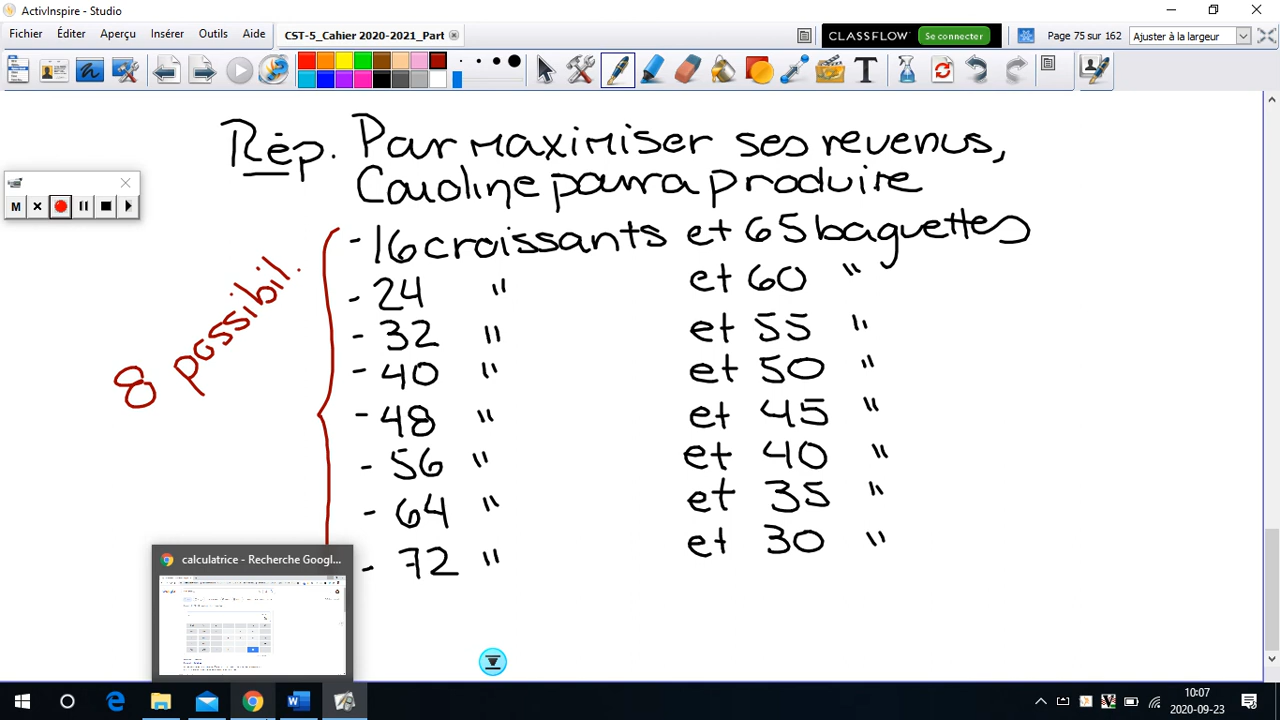 ActivInspire - Studio
Fichier Éditer Aperçu Insérer Outils Aide
CST-5_Cahier 2020-2021_Part
CLASSFLOW Se connecter
Page 75 sur 162
Ajuster à la largeur
Rép. Pour maximiser ses revenus,
Caroline pourra produire
- 16 croissants et 65 baguettes
- 24 " et 60 "
- 32 " et 55 "
- 40 " et 50 "
- 48 " et 45 "
- 56 " et 40 "
- 64 " et 35 "
- 72 " et 30 "
8 possibil.
M
calculatrice - Recherche Googl...
10:07
2020-09-23